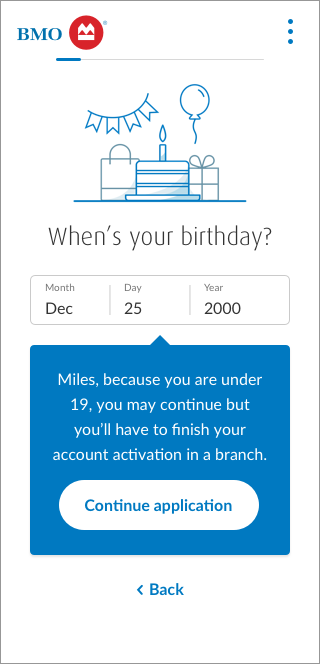 BMO
When's your birthday?
Month Day Year
Dec 25 2000
Miles, because you are under
19, you may continue but
you'll have to finish your
account activation in a branch.
Continue application
Back